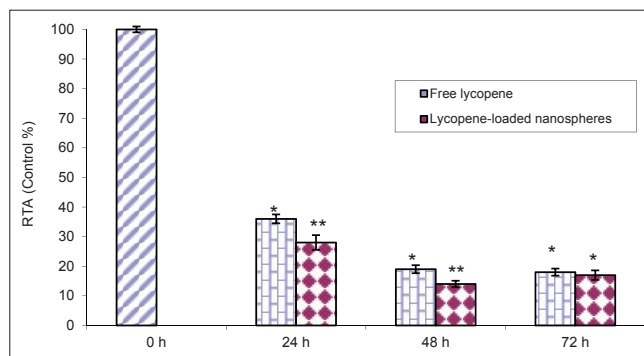 100
90
80
70
60
50
40
30
20
10
0
RTA (Control %)
Free lycopene
Lycopene-loaded nanospheres
*
**
*
**
*
*
0 h
24 h
48 h
72 h